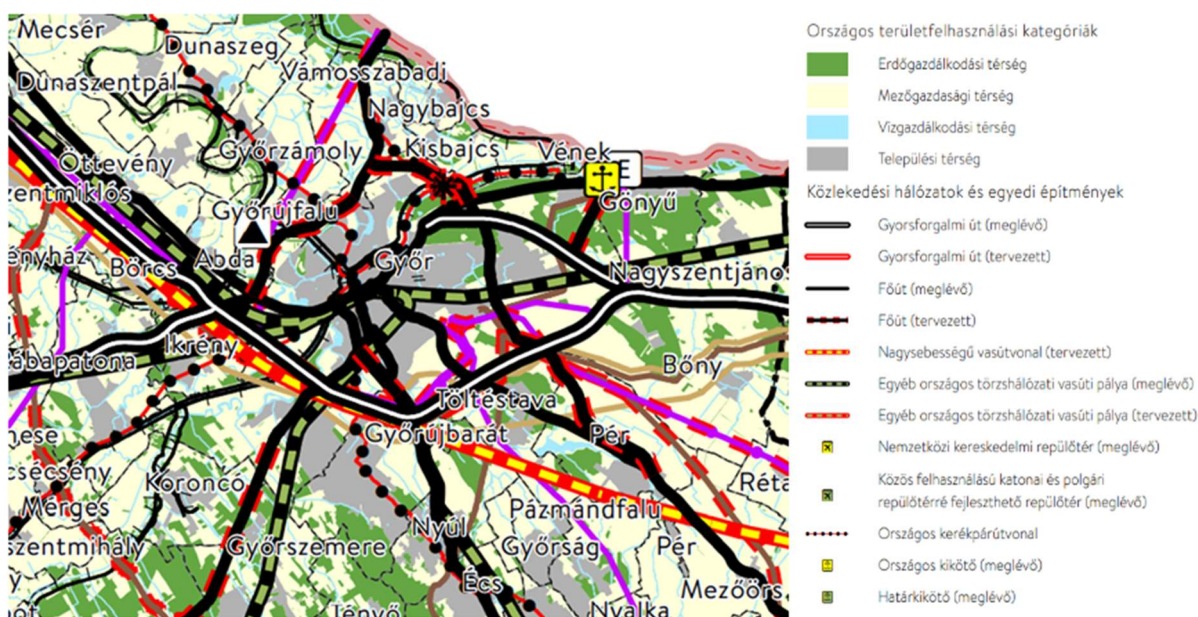 Mecsér
Dunaszeg
Dunaszentpál
Vámosszabadi
Nagybajcs
Kisbajcs
Öttevény
Győrzámoly
Vének
E
szentmiklós
Győrújfalu
Gönyű
Börcs
Abda
Győr
Nagyszentjános
Ikrény
Bőny
Töltéstava
Győrújbarát
Pér
Koroncó
Réta
Mérges
Pázmándfalu
Nyúl
szentmihály
Győrszemere
Győrság
Pér
Écs
Mezőörs
Tényő
Nyalka
Országos területfelhasználási kategóriák
Erdőgazdálkodási térség
Mezőgazdasági térség
Vízgazdálkodási térség
Települési térség
Közlekedési hálózatok és egyedi építmények
Gyorsforgalmi út (meglévő)
Gyorsforgalmi út (tervezett)
Főút (meglévő)
Főút (tervezett)
Nagysebességű vasútvonal (tervezett)
Egyéb országos törzshálózati vasúti pálya (meglévő)
Egyéb országos törzshálózati vasúti pálya (tervezett)
Nemzetközi kereskedelmi repülőtér (meglévő)
Közös felhasználású katonai és polgári
repülőtérré fejleszthető repülőtér (meglévő)
Országos kerékpárútvonal
Országos kikötő (meglévő)
Határkikötő (meglévő)